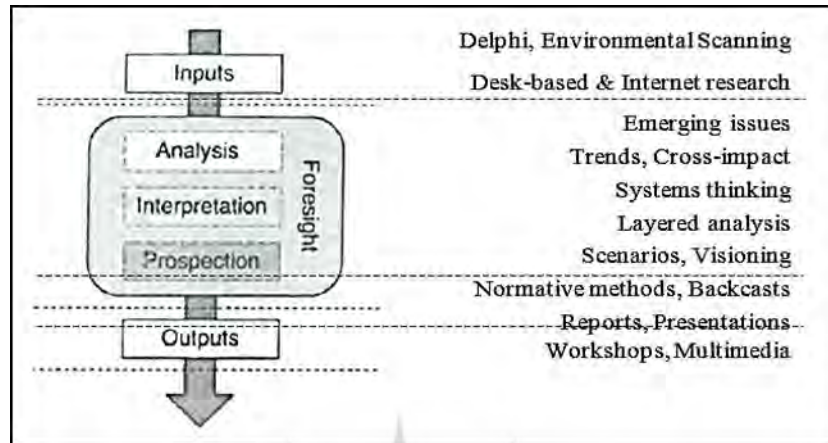 Inputs
Analysis
Interpretation
Prospection
Foresight
Outputs
Delphi, Environmental Scanning
Desk-based & Internet research
Emerging issues
Trends, Cross-impact
Systems thinking
Layered analysis
Scenarios, Visioning
Normative methods, Backcasts
Reports, Presentations
Workshops, Multimedia